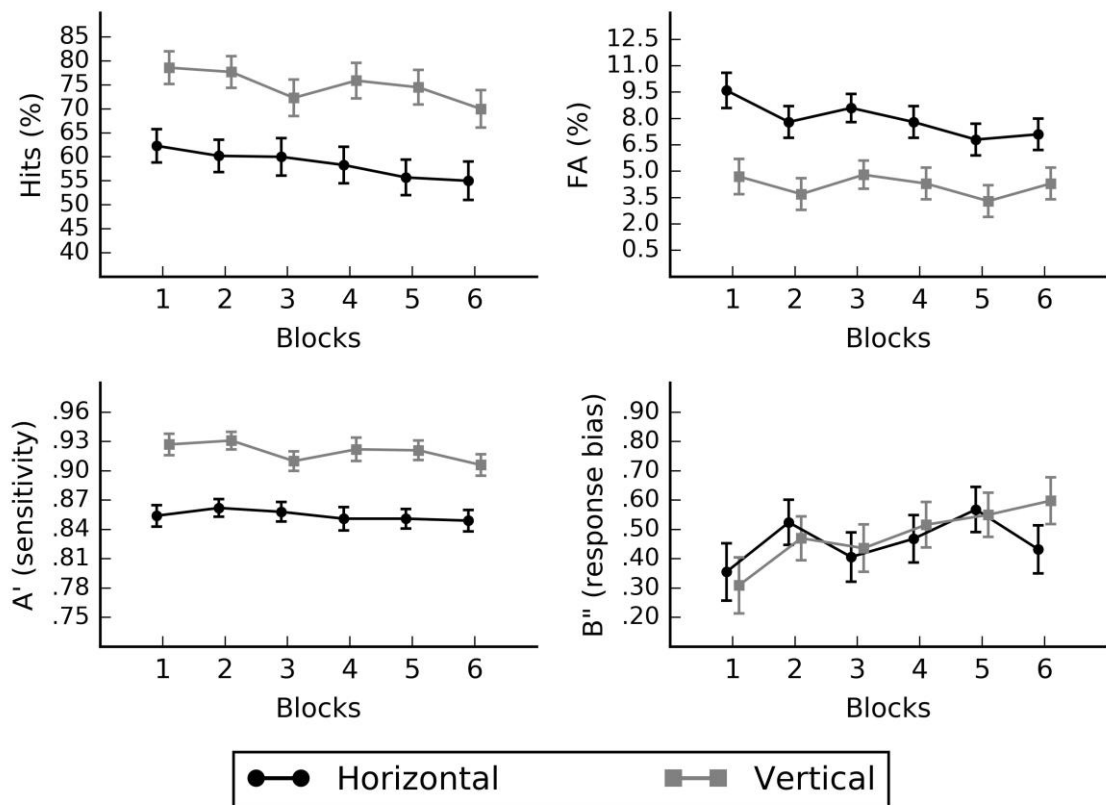 Hits (%)
85
80
75
70
65
60
55
50
45
40
1 2 3 4 5 6
Blocks
FA (%)
12.5
11.0
9.5
8.0
6.5
5.0
3.5
2.0
0.5
1 2 3 4 5 6
Blocks
A' (sensitivity)
.96
.93
.90
.87
.84
.81
.78
.75
1 2 3 4 5 6
Blocks
B" (response bias)
.90
.80
.70
.60
.50
.40
.30
.20
1 2 3 4 5 6
Blocks
Horizontal Vertical